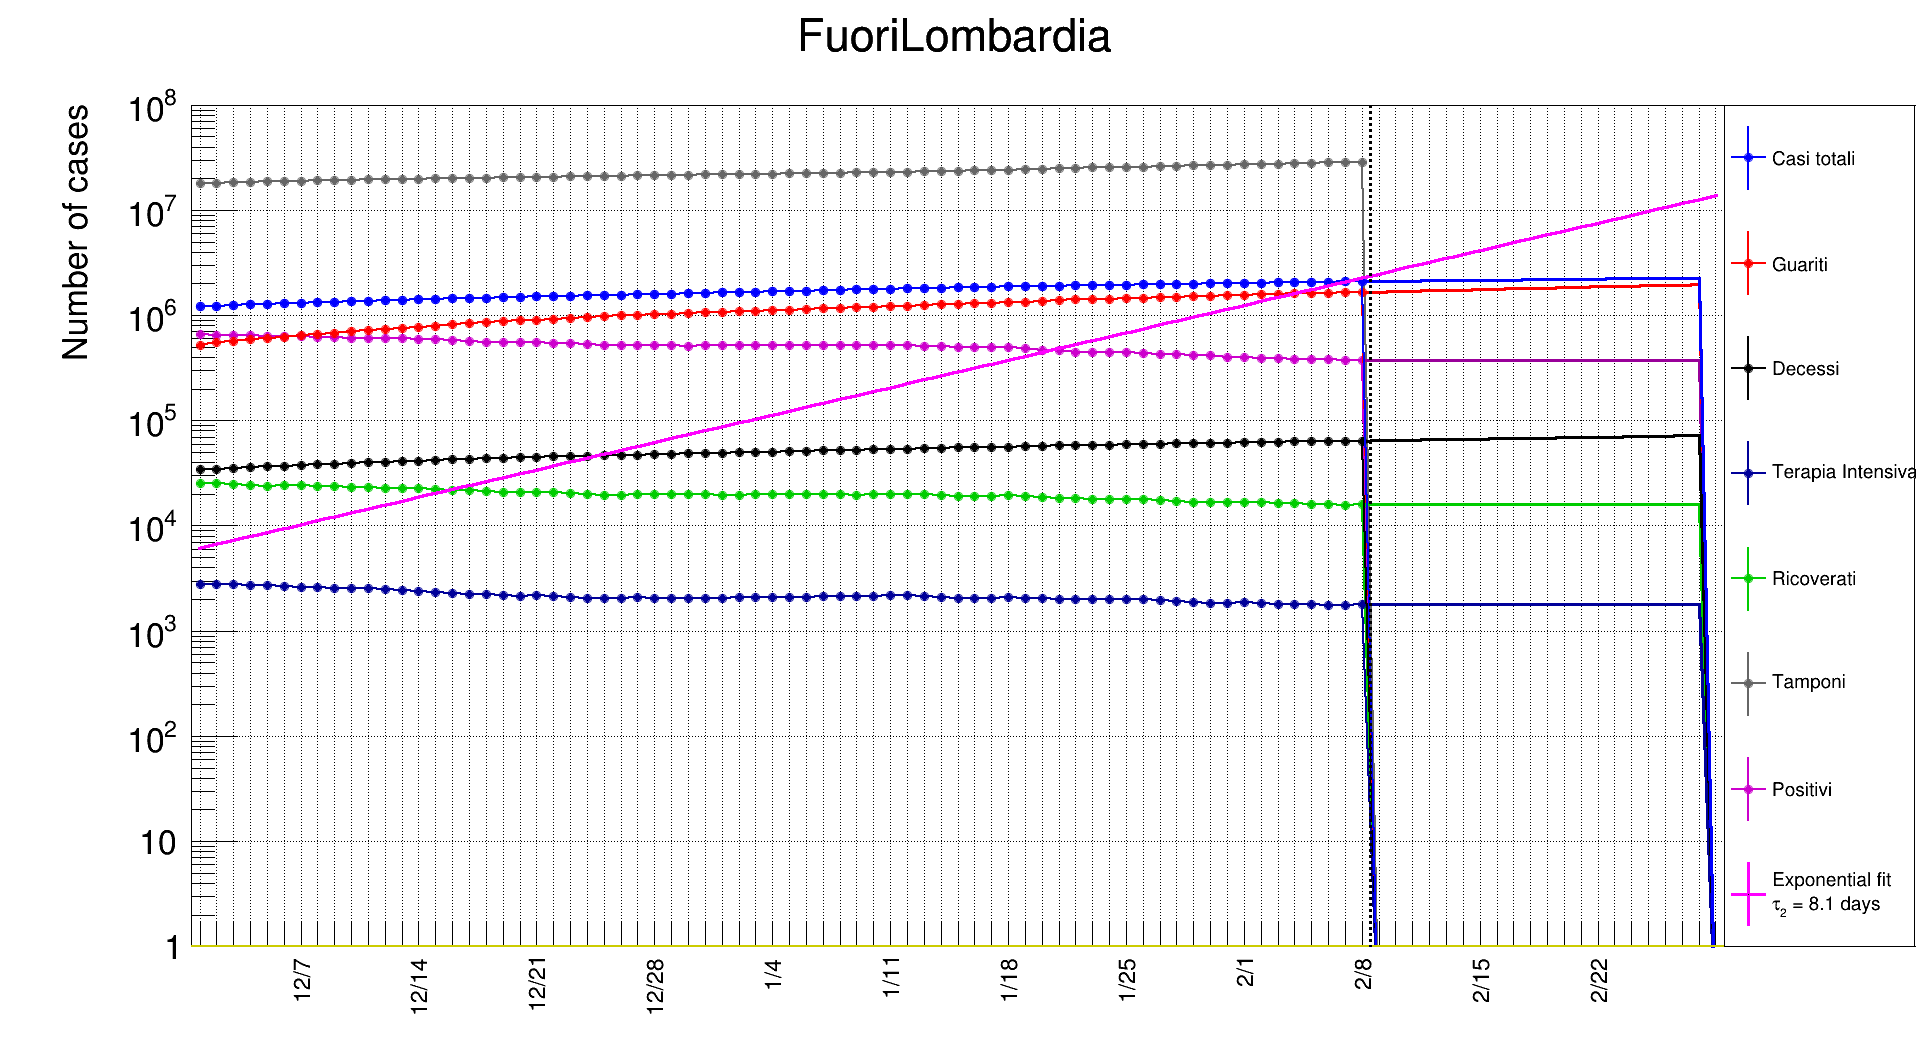 FuoriLombardia
Number of cases
10^8
10^7
10^6
10^5
10^4
10^3
10^2
10
1
12/7
12/14
12/21
12/28
1/4
1/11
1/18
1/25
2/1
2/8
2/15
2/22
Casi totali
Guariti
Decessi
Terapia Intensiva
Ricoverati
Tamponi
Positivi
Exponential fit
τ₂ = 8.1 days